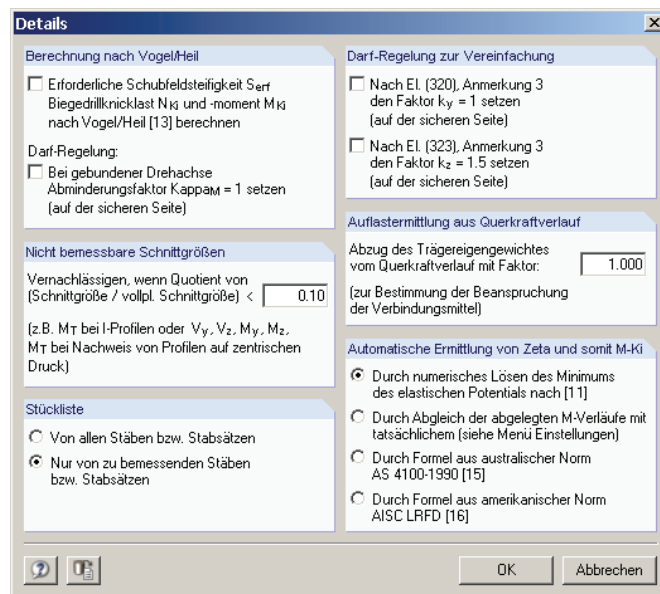 Details
Berechnung nach Vogel/Heil
Erforderliche Schubfeldsteifigkeit Serf
Biegedrillknicklast NKi und -moment MKi
nach Vogel/Heil [13] berechnen
Darf-Regelung:
Bei gebundener Drehachse
Abminderungsfaktor KappaM = 1 setzen
(auf der sicheren Seite)
Nicht bemessbare Schnittgrößen
Vernachlässigen, wenn Quotient von
(Schnittgröße / vollpl. Schnittgröße) < 0.10
(z.B. MT bei I-Profilen oder Vy, Vz, My, Mz,
MT bei Nachweis von Profilen auf zentrischen
Druck)
Stückliste
Von allen Stäben bzw. Stabsätzen
Nur von zu bemessenden Stäben
bzw. Stabsätzen
Darf-Regelung zur Vereinfachung
Nach El. (320), Anmerkung 3
den Faktor ky = 1 setzen
(auf der sicheren Seite)
Nach El. (323), Anmerkung 3
den Faktor kz = 1.5 setzen
(auf der sicheren Seite)
Auflastermittlung aus Querkraftverlauf
Abzug des Trägereigengewichtes
vom Querkraftverlauf mit Faktor: 1.000
(zur Bestimmung der Beanspruchung
der Verbindungsmittel)
Automatische Ermittlung von Zeta und somit M-Ki
Durch numerisches Lösen des Minimums
des elastischen Potentials nach [11]
Durch Abgleich der abgelegten M-Verläufe mit
tatsächlichem (siehe Menü Einstellungen)
Durch Formel aus australischer Norm
AS 4100-1990 [15]
Durch Formel aus amerikanischer Norm
AISC LRFD [16]
OK
Abbrechen